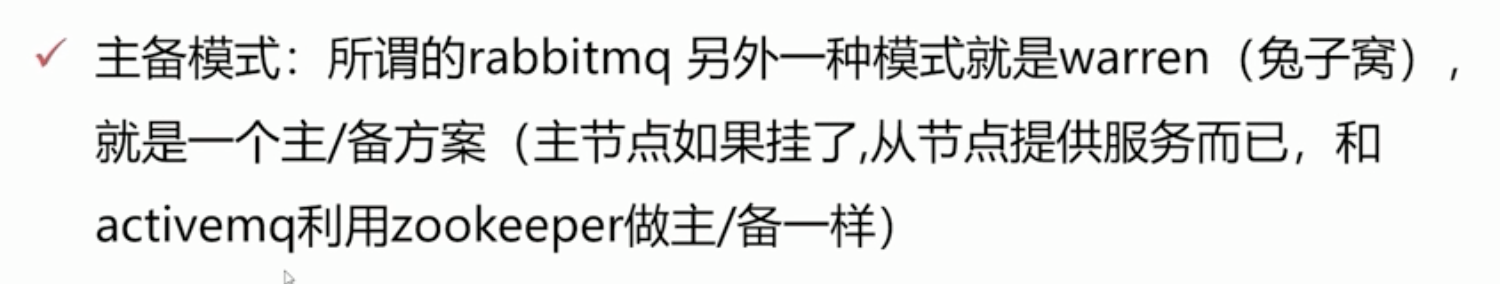 主备模式：所谓的rabbitmq 另外一种模式就是warren（兔子窝）,
就是一个主/备方案（主节点如果挂了,从节点提供服务而已，和
activemq利用zookeeper做主/备一样）